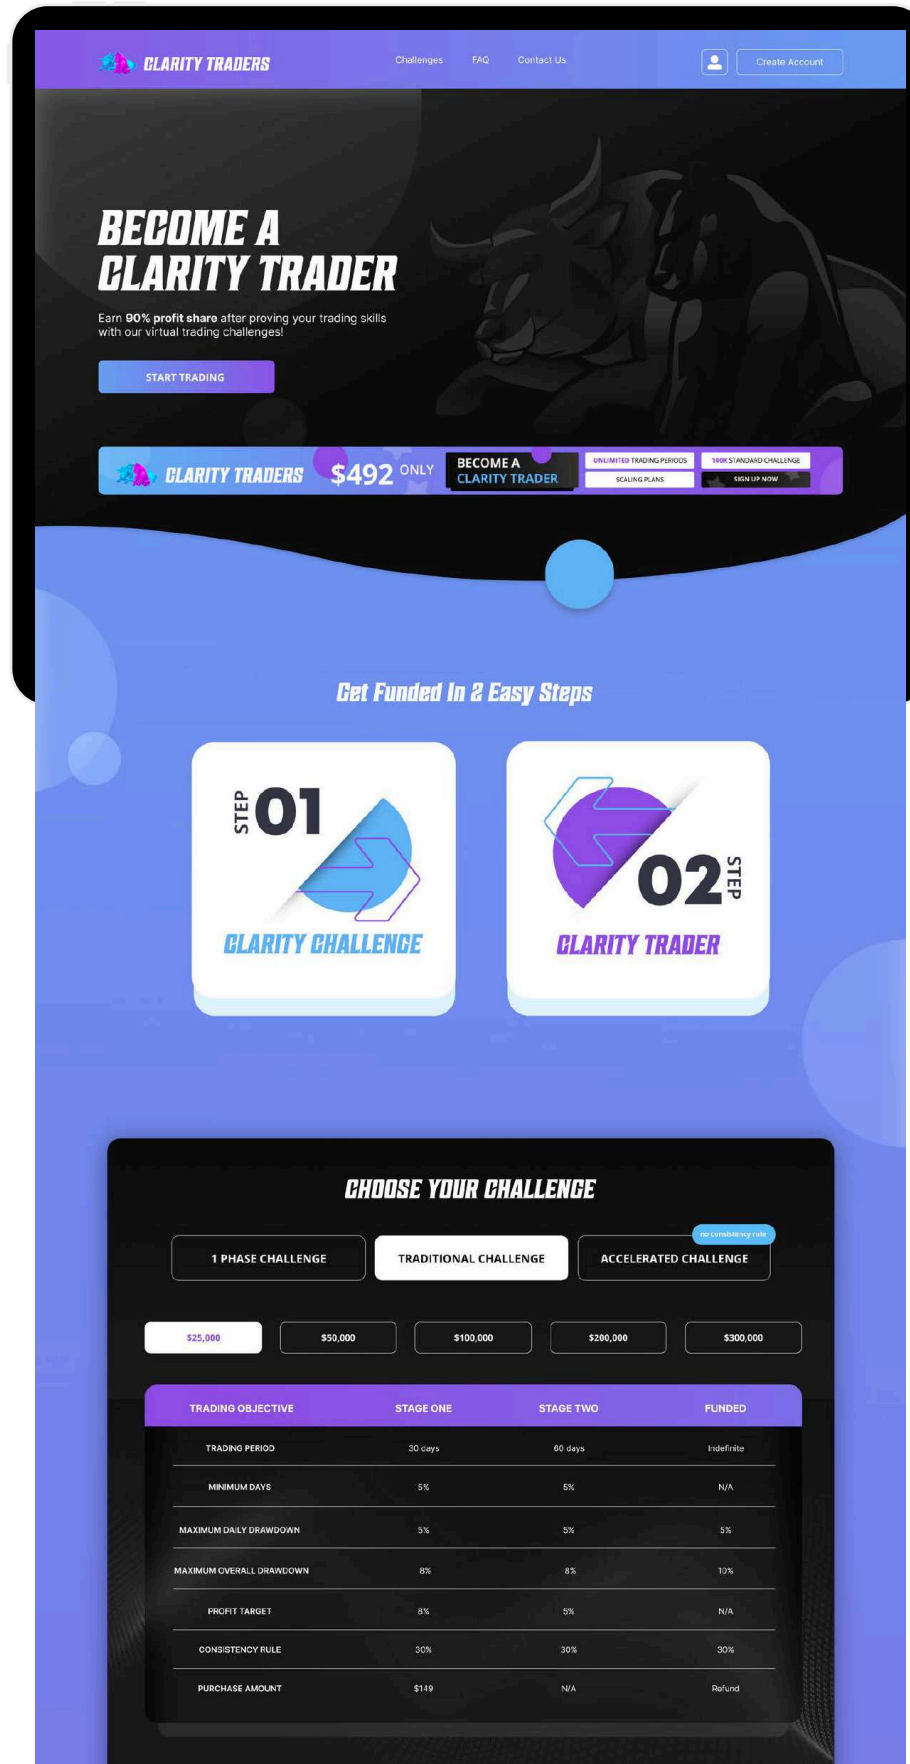 CLARITY TRADERS
Challenges FAQ Contact Us
Create Account
BECOME A
CLARITY TRADER
Earn 90% profit share after proving your trading skills
with our virtual trading challenges!
START TRADING
CLARITY TRADERS
$492 ONLY
BECOME A
CLARITY TRADER
UNLIMITED TRADING PERIODS
100K STANDARD CHALLENGE
SCALING PLANS
SIGN UP NOW
Get Funded In 2 Easy Steps
STEP 01
CLARITY CHALLENGE
02 STEP
CLARITY TRADER
CHOOSE YOUR CHALLENGE
no consistency rule
1 PHASE CHALLENGE TRADITIONAL CHALLENGE ACCELERATED CHALLENGE
$25,000 $50,000 $100,000 $200,000 $300,000
TRADING OBJECTIVE STAGE ONE STAGE TWO FUNDED
TRADING PERIOD 30 days 60 days Indefinite
MINIMUM DAYS 5% 5% N/A
MAXIMUM DAILY DRAWDOWN 5% 5% 5%
MAXIMUM OVERALL DRAWDOWN 8% 8% 10%
PROFIT TARGET 8% 5% N/A
CONSISTENCY RULE 30% 30% 30%
PURCHASE AMOUNT $149 N/A Refund